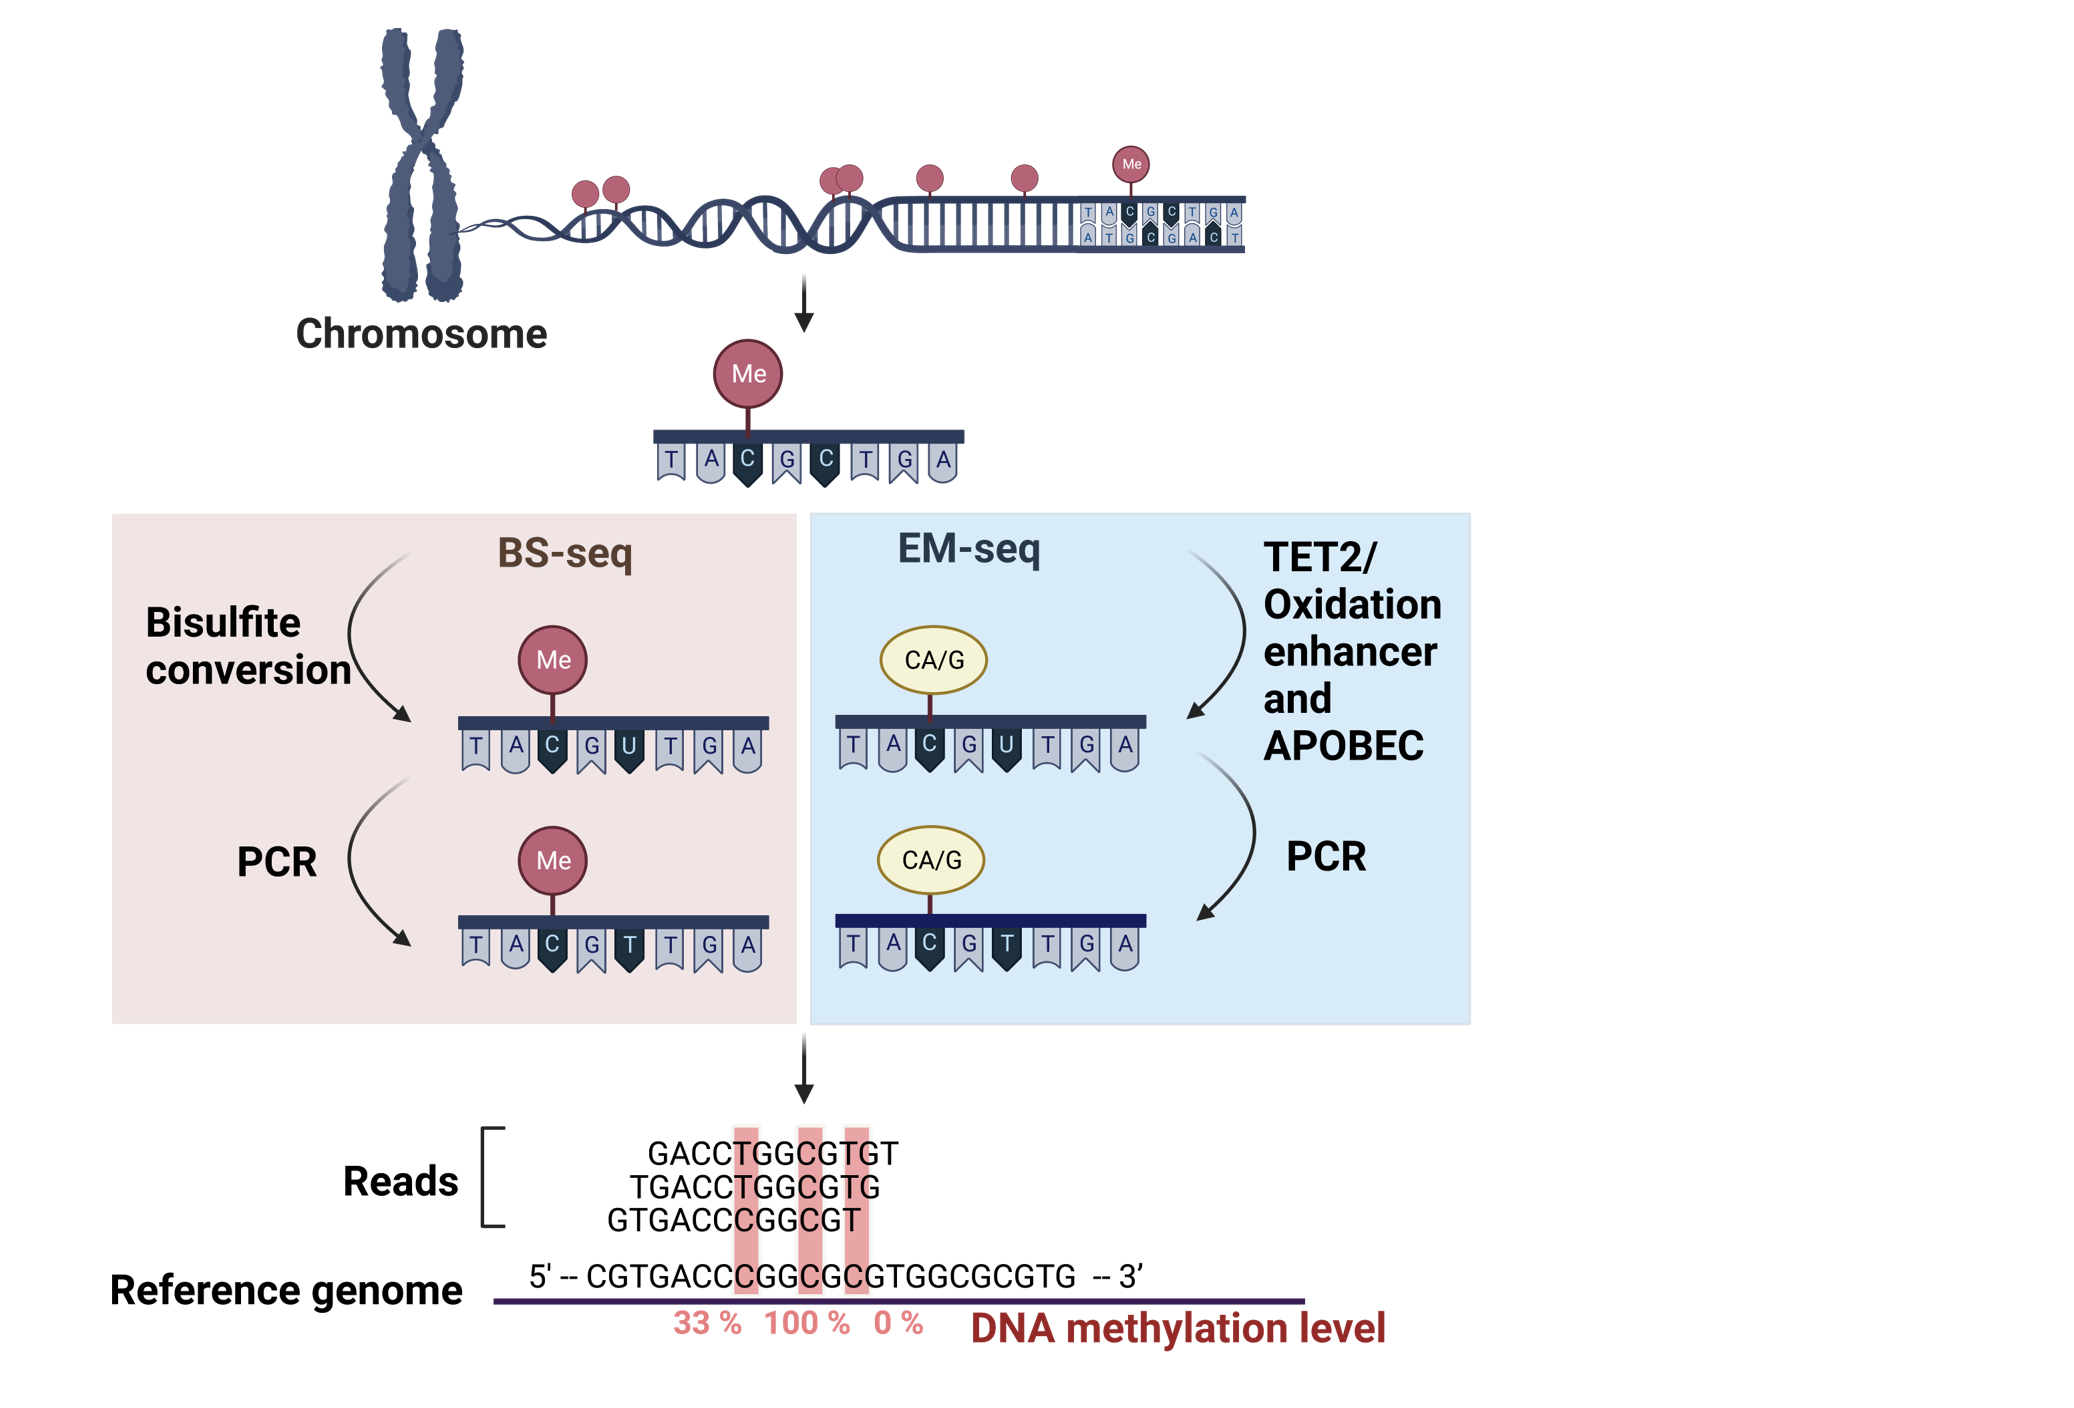 Me
T A C G C T G A
A T G C G A C T
Chromosome
Me
T A C G C T G A
BS-seq
Bisulfite
conversion
Me
T A C G U T G A
PCR
Me
T A C G T T G A
EM-seq
TET2/
Oxidation
enhancer
and
APOBEC
CA/G
T A C G U T G A
PCR
CA/G
T A C G T T G A
Reads
GACCTGGCGTGT
TGACCTGGCGTG
GTGACCCGGCGT
Reference genome
5' -- CGTGACCCGGCGCGTGGCGCGTG -- 3’
33 % 100 % 0 %
DNA methylation level